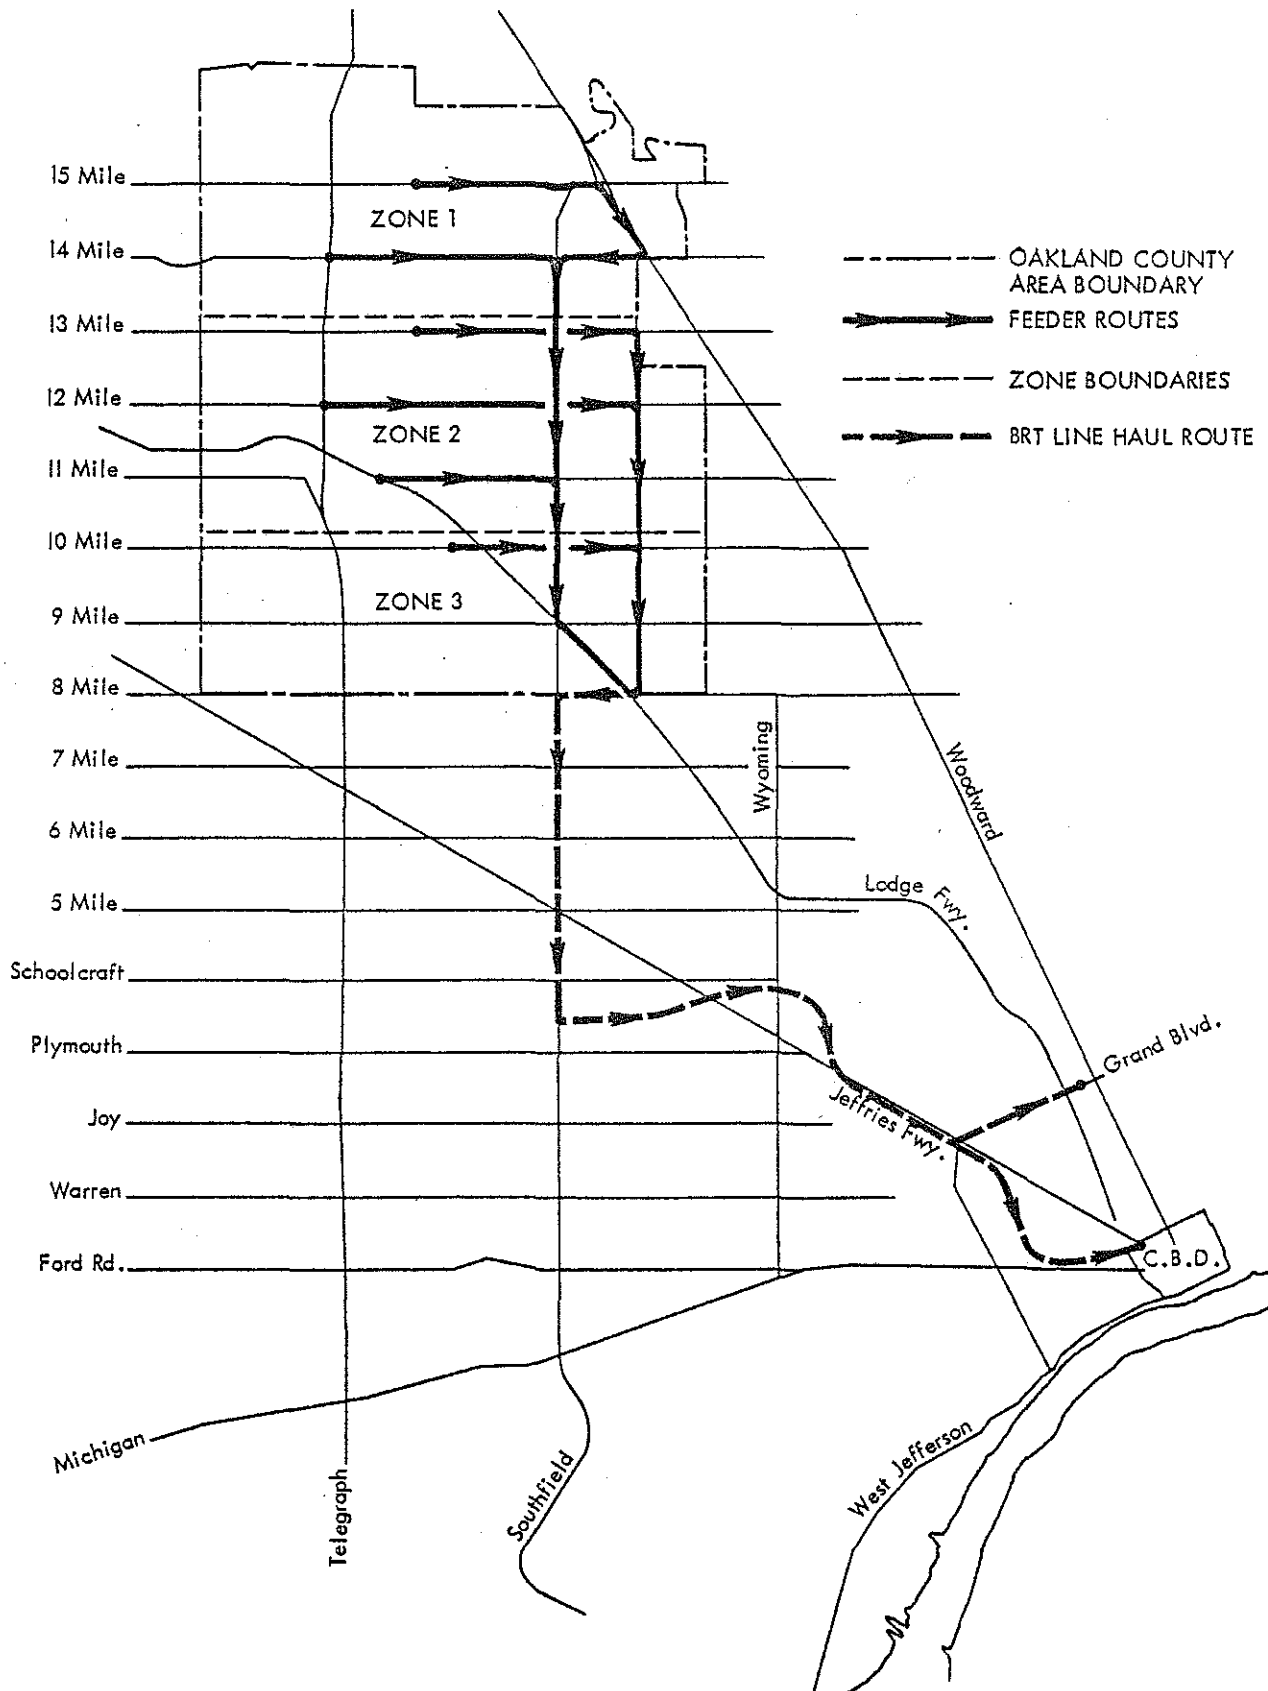 15 Mile
ZONE 1
14 Mile
OAKLAND COUNTY
AREA BOUNDARY
13 Mile
FEEDER ROUTES
ZONE BOUNDARIES
12 Mile
ZONE 2
BRT LINE HAUL ROUTE
11 Mile
10 Mile
ZONE 3
9 Mile
8 Mile
7 Mile
Wyoming
Woodward
6 Mile
5 Mile
Lodge Fwy.
Schoolcraft
Plymouth
Grand Blvd.
Joy
Jeffries Fwy.
Warren
Ford Rd.
C.B.D.
Michigan
Telegraph
Southfield
West Jefferson